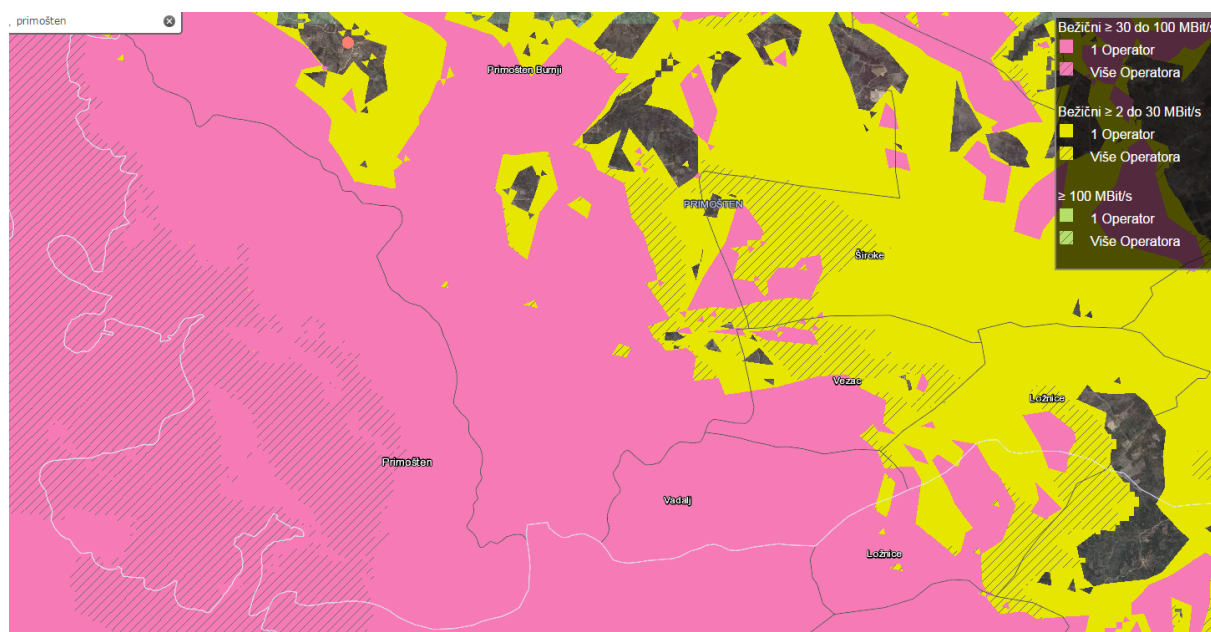 , primošten
Bežični ≥ 30 do 100 MBit/s
1 Operator
Više Operatora
Bežični ≥ 2 do 30 MBit/s
1 Operator
Više Operatora
≥ 100 MBit/s
1 Operator
Više Operatora
Primošten Burnji
PRIMOŠTEN
Široke
Vezac
Ložnice
Primošten
Vadalj
Ložnice